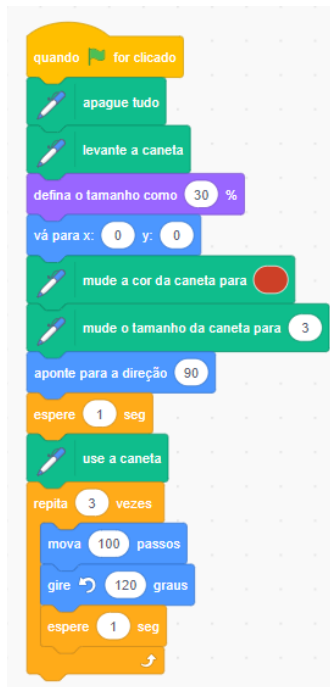 quando for clicado
apague tudo
levante a caneta
defina o tamanho como 30 %
vá para x: 0 y: 0
mude a cor da caneta para
mude o tamanho da caneta para 3
aponte para a direção 90
espere 1 seg
use a caneta
repita 3 vezes
mova 100 passos
gire 120 graus
espere 1 seg